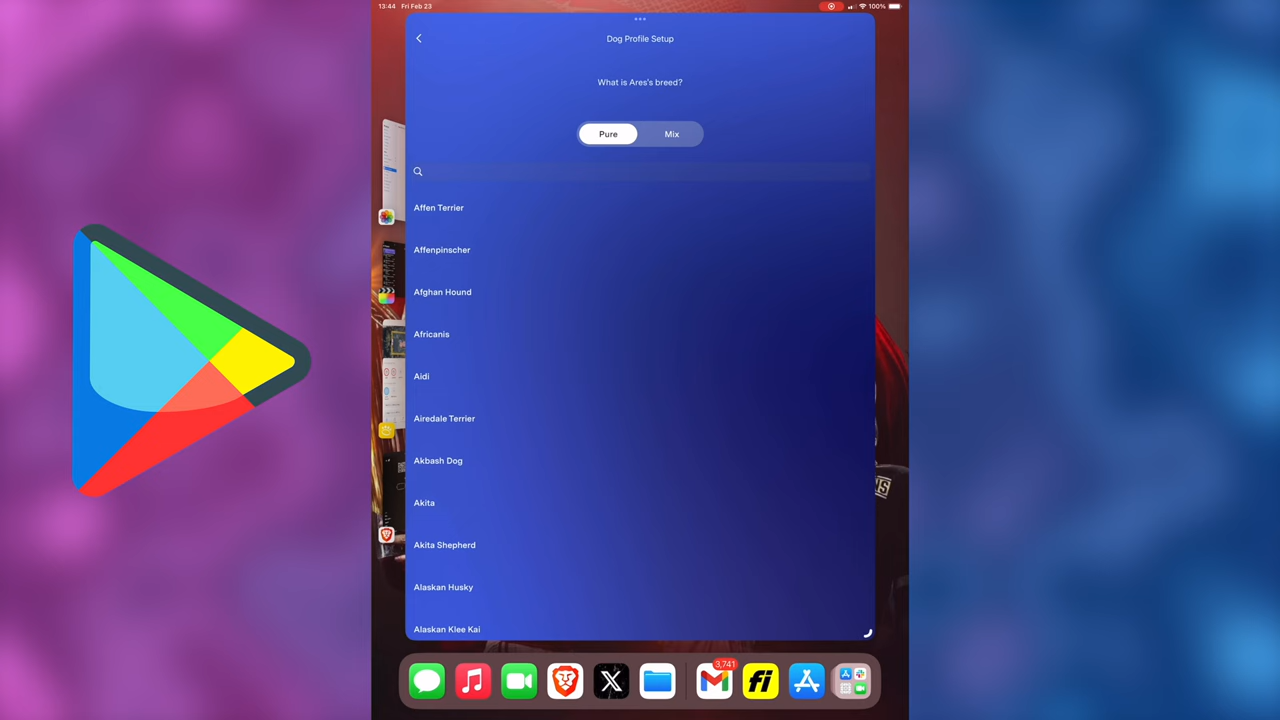 13:44 Fri Feb 23
100%
Dog Profile Setup
What is Ares's breed?
Pure Mix
Affen Terrier
Affenpinscher
Afghan Hound
Africanis
Aidi
Airedale Terrier
Akbash Dog
Akita
Akita Shepherd
Alaskan Husky
Alaskan Klee Kai
3,741
fi